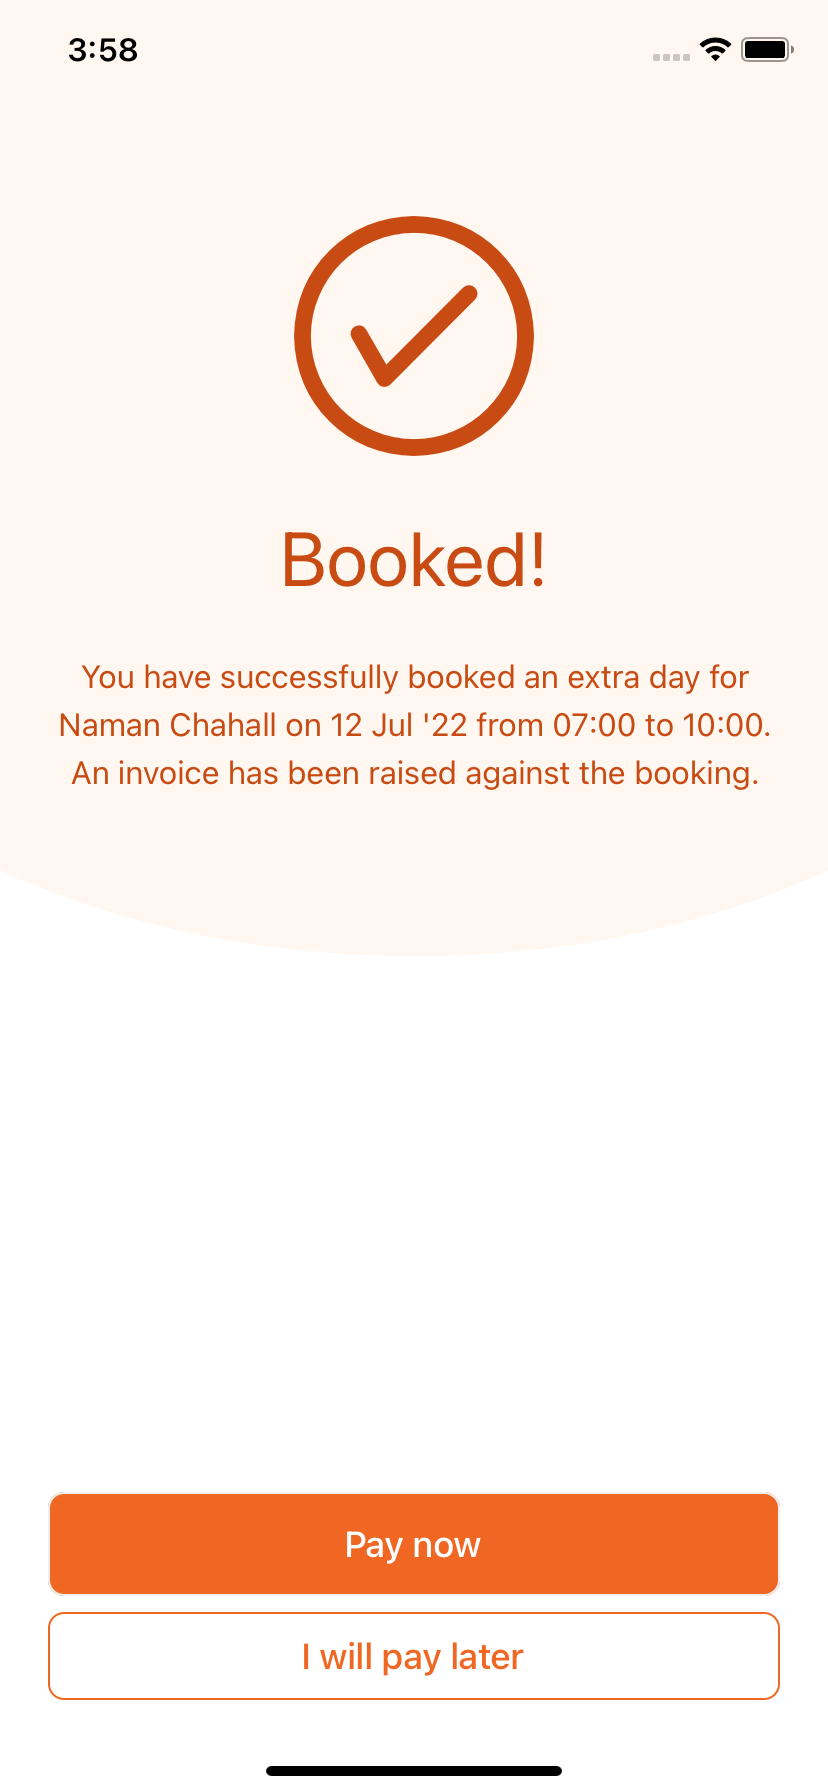 3:58
Booked!
You have successfully booked an extra day for
Naman Chahall on 12 Jul '22 from 07:00 to 10:00.
An invoice has been raised against the booking.
Pay now
I will pay later